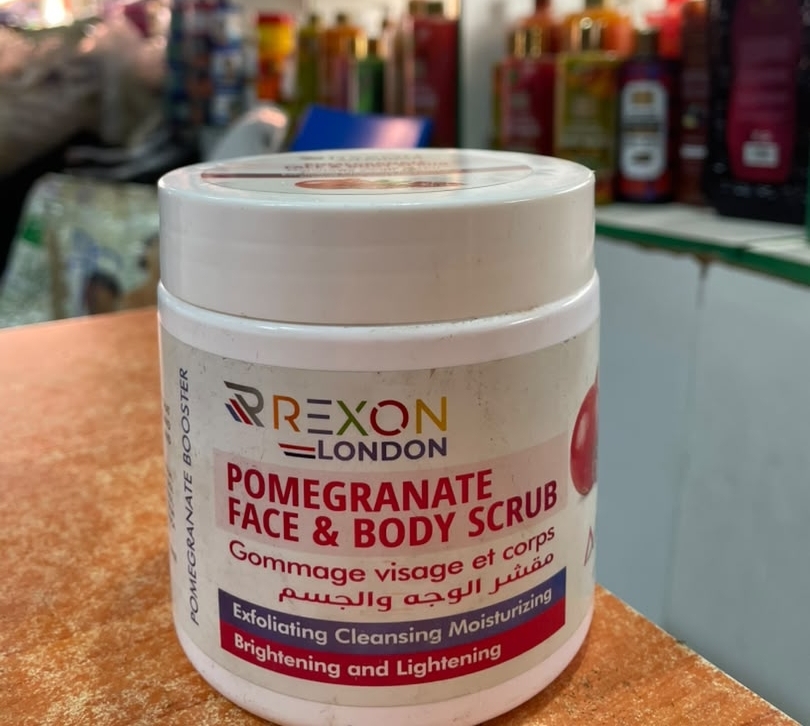 REXON
LONDON
POMEGRANATE
FACE & BODY SCRUB
Gommage visage et corps
مقشر الوجه والجسم
Exfoliating Cleansing Moisturizing
Brightening and Lightening
POMEGRANATE BOOSTER